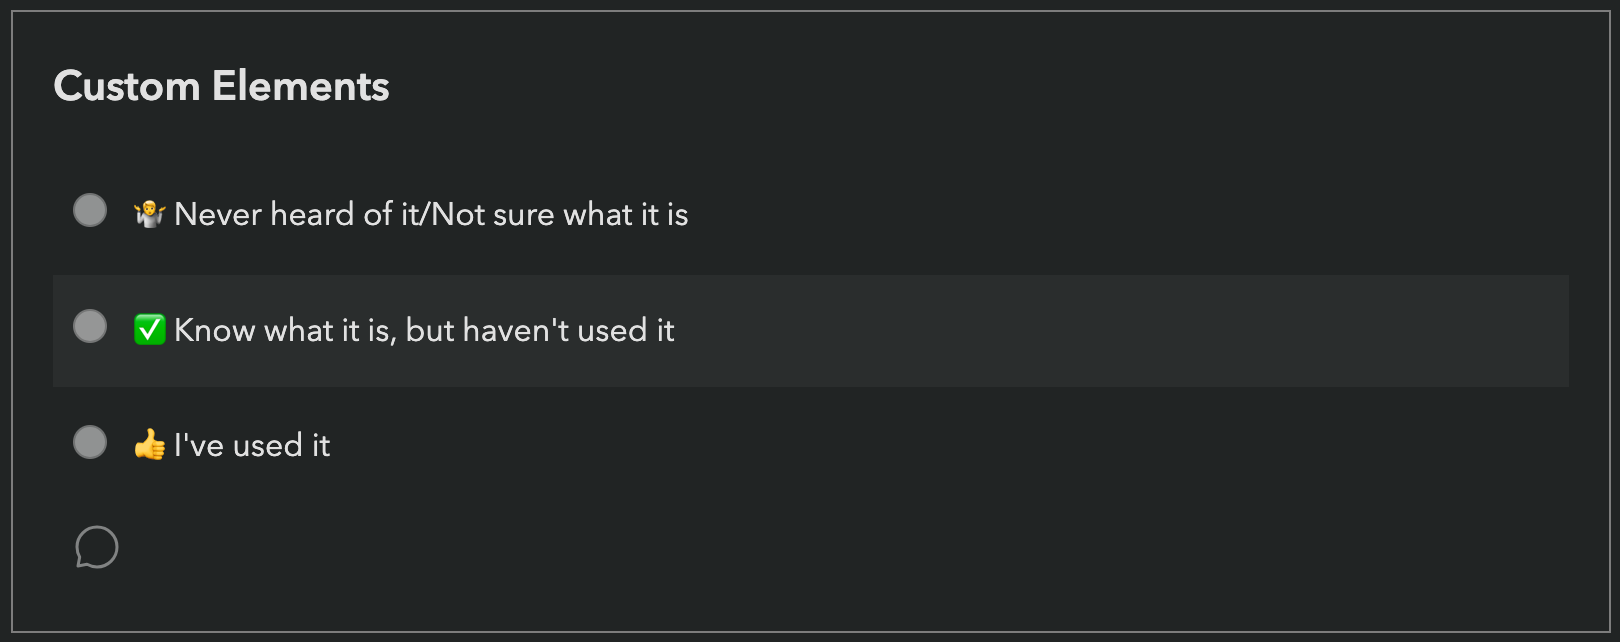 Custom Elements
🤷 Never heard of it/Not sure what it is
✅ Know what it is, but haven't used it
👍 I've used it